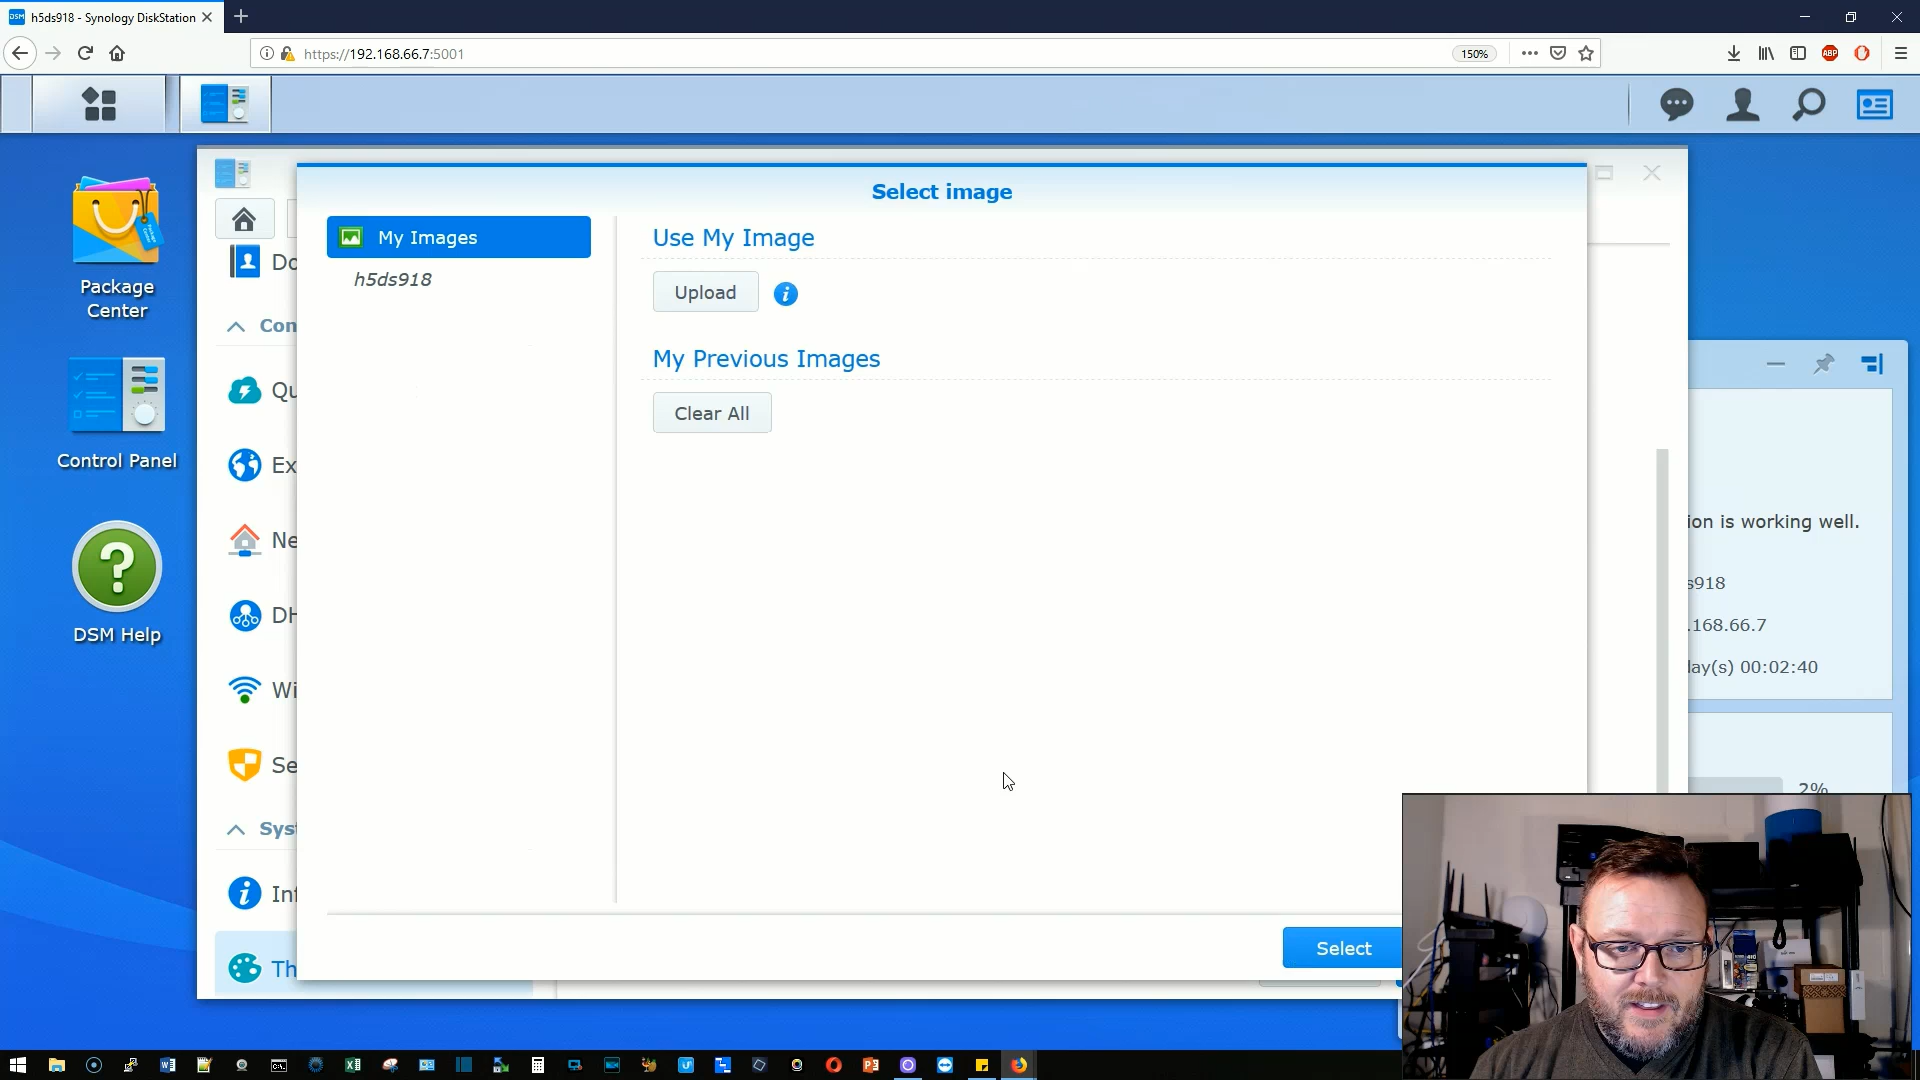 h5ds918 - Synology DiskStation
https://192.168.66.7:5001
150%
ABP
Select image
My Images
h5ds918
Use My Image
Upload
My Previous Images
Clear All
Select
Package
Center
Control Panel
DSM Help
Do
Con
Qu
Ex
Ne
DH
Wi
Se
Syst
Inf
Th
ion is working well.
s918
.168.66.7
lay(s) 00:02:40
2%